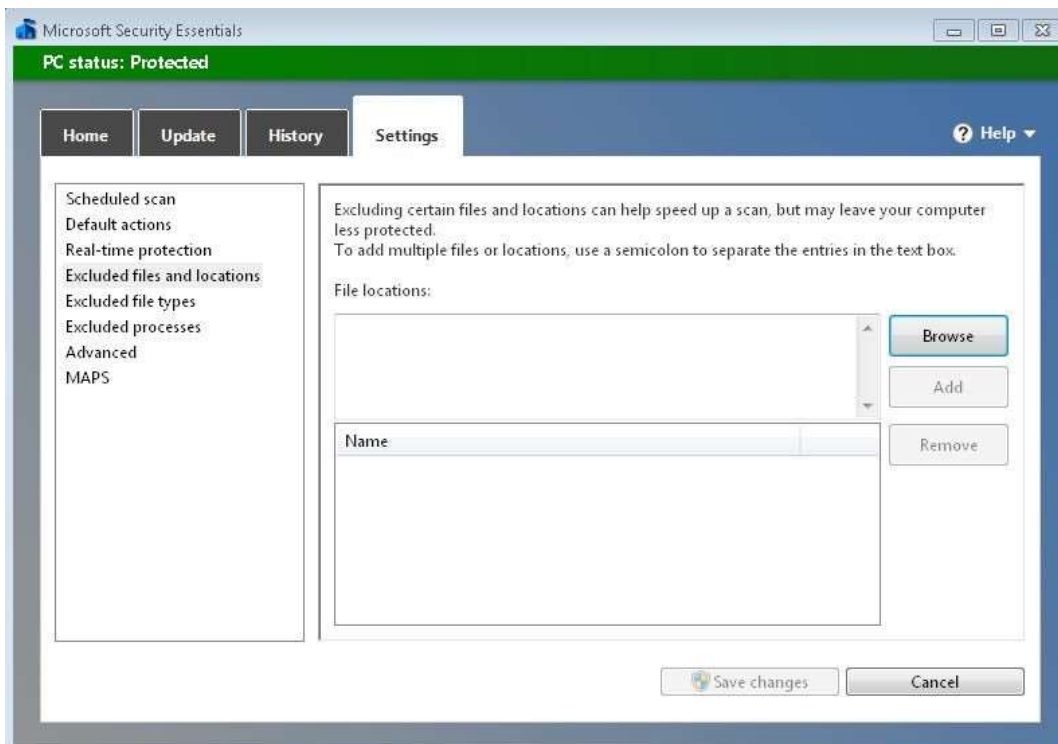 Microsoft Security Essentials
PC status: Protected
Home
Update
History
Settings
Help
Scheduled scan
Default actions
Real-time protection
Excluded files and locations
Excluded file types
Excluded processes
Advanced
MAPS
Excluding certain files and locations can help speed up a scan, but may leave your computer
less protected.
To add multiple files or locations, use a semicolon to separate the entries in the text box.
File locations:
Browse
Add
Name
Remove
Save changes
Cancel